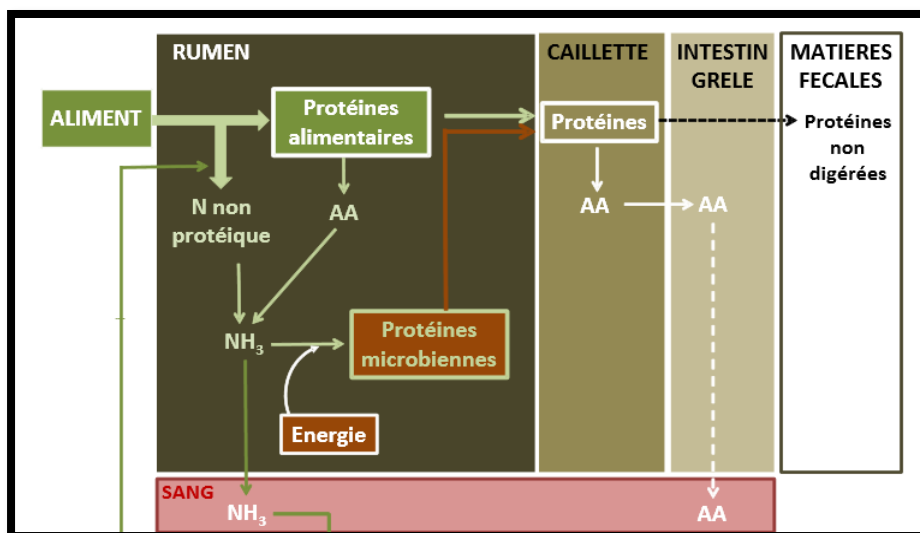 RUMEN
CAILLETTE
INTESTIN
GRELE
MATIERES
FECALES
ALIMENT
Protéines
alimentaires
Protéines
Protéines
non
digérées
N non
protéique
AA
AA
AA
NH₃
Protéines
microbiennes
Energie
SANG
NH₃
AA